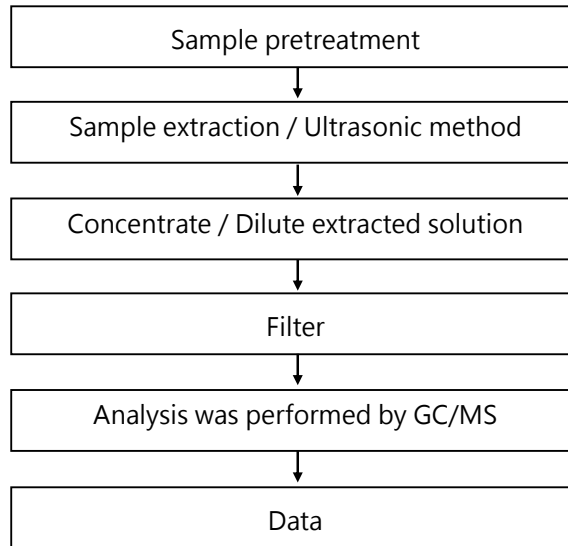 Sample pretreatment
Sample extraction / Ultrasonic method
Concentrate / Dilute extracted solution
Filter
Analysis was performed by GC/MS
Data